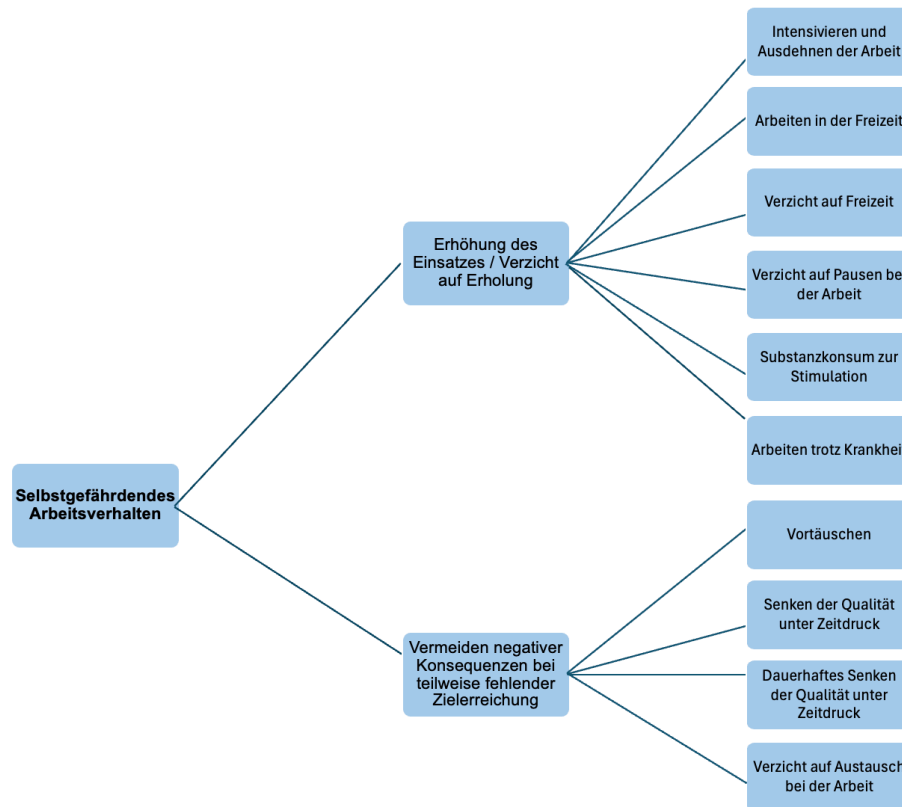 Intensivieren und
Ausdehnen der Arbeit
Arbeiten in der Freizeit
Verzicht auf Freizeit
Erhöhung des
Einsatzes / Verzicht
auf Erholung
Verzicht auf Pausen bei
der Arbeit
Substanzkonsum zur
Stimulation
Arbeiten trotz Krankheit
Selbstgefährdendes
Arbeitsverhalten
Vortäuschen
Senken der Qualität
unter Zeitdruck
Vermeiden negativer
Konsequenzen bei
teilweise fehlender
Zielerreichung
Dauerhaftes Senken
der Qualität unter
Zeitdruck
Verzicht auf Austausch
bei der Arbeit